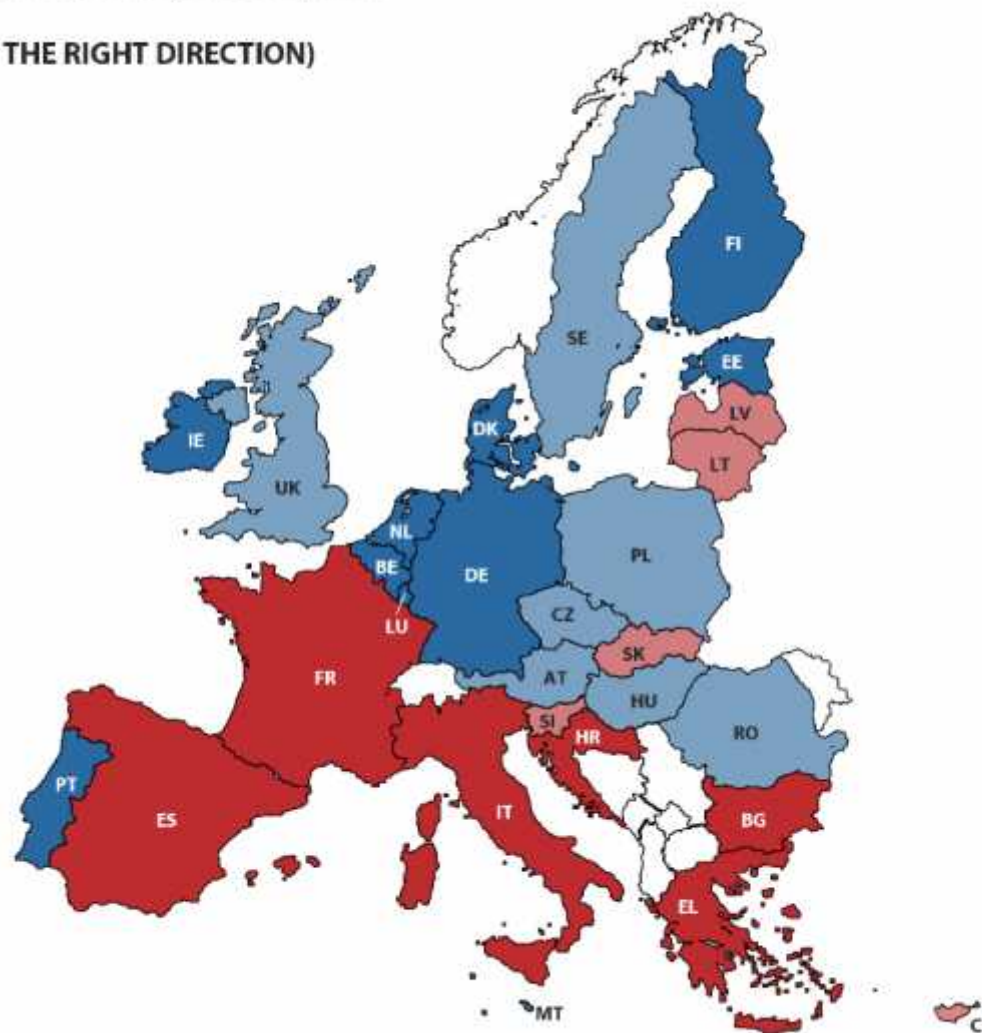 THE RIGHT DIRECTION)
FI
SE
EE
LV
DK
IE
LT
UK
NL
PL
BE
DE
CZ
LU
SK
FR
AT
HU
SI
HR
RO
PT
ES
IT
BG
EL
MT
C